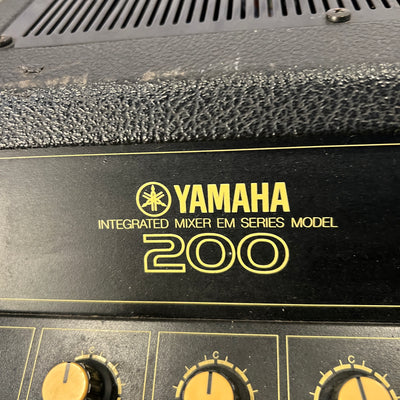 YAMAHA
INTEGRATED MIXER EM SERIES MODEL
200
C
C
C